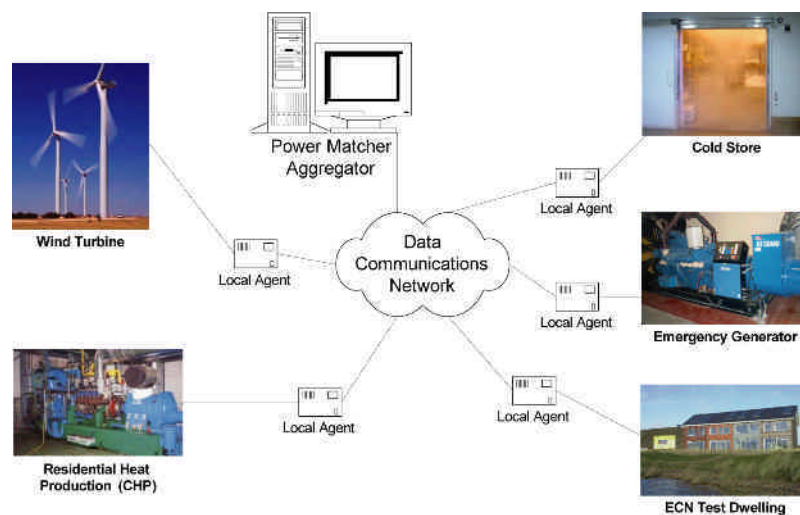 Power Matcher
Aggregator
Wind Turbine
Cold Store
Local Agent
Local Agent
Data
Communications
Network
Local Agent
Emergency Generator
Local Agent
Local Agent
Residential Heat
Production (CHP)
ECN Test Dwelling